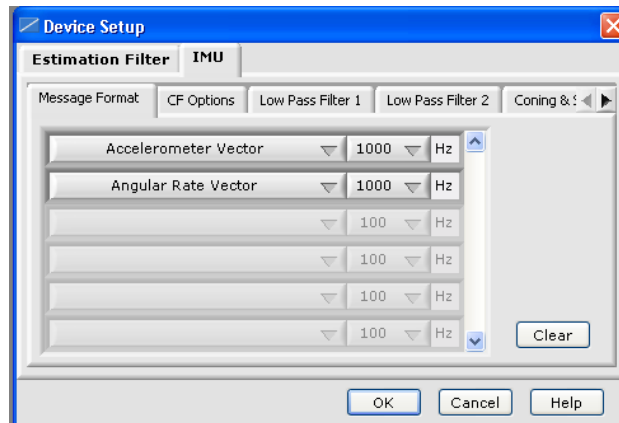 Device Setup
Estimation Filter IMU
Message Format CF Options Low Pass Filter 1 Low Pass Filter 2 Coning &
Accelerometer Vector 1000 Hz
Angular Rate Vector 1000 Hz
100 Hz
100 Hz
100 Hz
100 Hz
Clear
OK Cancel Help